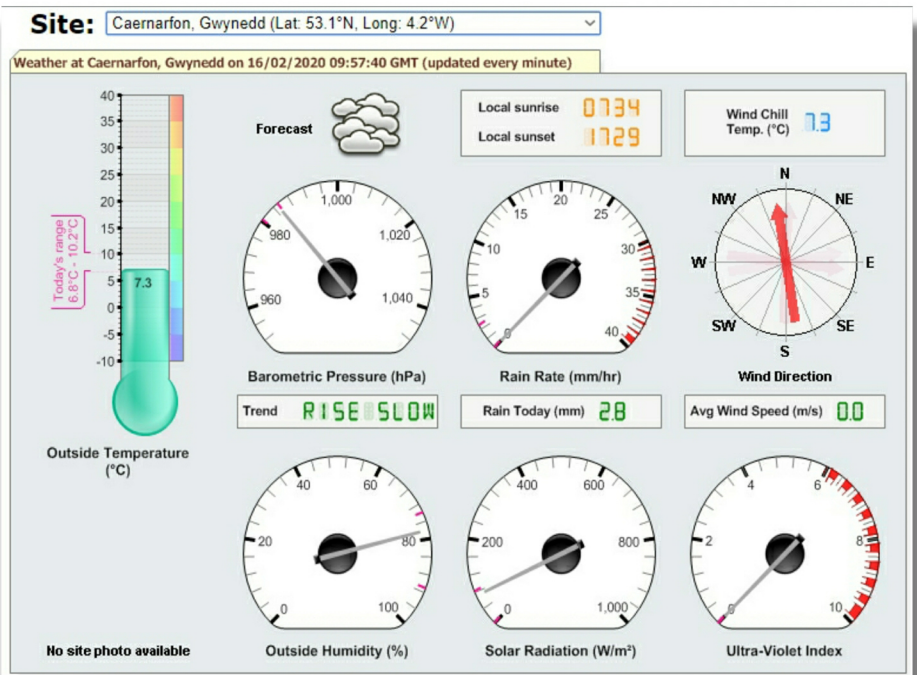 Site: Caernarfon, Gwynedd (Lat: 53.1°N, Long: 4.2°W)
Weather at Caernarfon, Gwynedd on 16/02/2020 09:57:40 GMT (updated every minute)
Forecast
Local sunrise 0734
Local sunset 1729
Wind Chill
Temp. (°C) 7.3
40
35
30
25
20
15
10
5
0
-5
-10
7.3
Today's range
6.8°C - 10.2°C
Outside Temperature
(°C)
960
980
1,000
1,020
1,040
Barometric Pressure (hPa)
Trend RISE SLOW
0
5
10
15
20
25
30
35
40
Rain Rate (mm/hr)
Rain Today (mm) 2.8
N
NE
E
SE
S
SW
W
NW
Wind Direction
Avg Wind Speed (m/s) 0.0
0
20
40
60
80
100
Outside Humidity (%)
0
200
400
600
800
1,000
Solar Radiation (W/m²)
0
2
4
6
8
10
Ultra-Violet Index
No site photo available